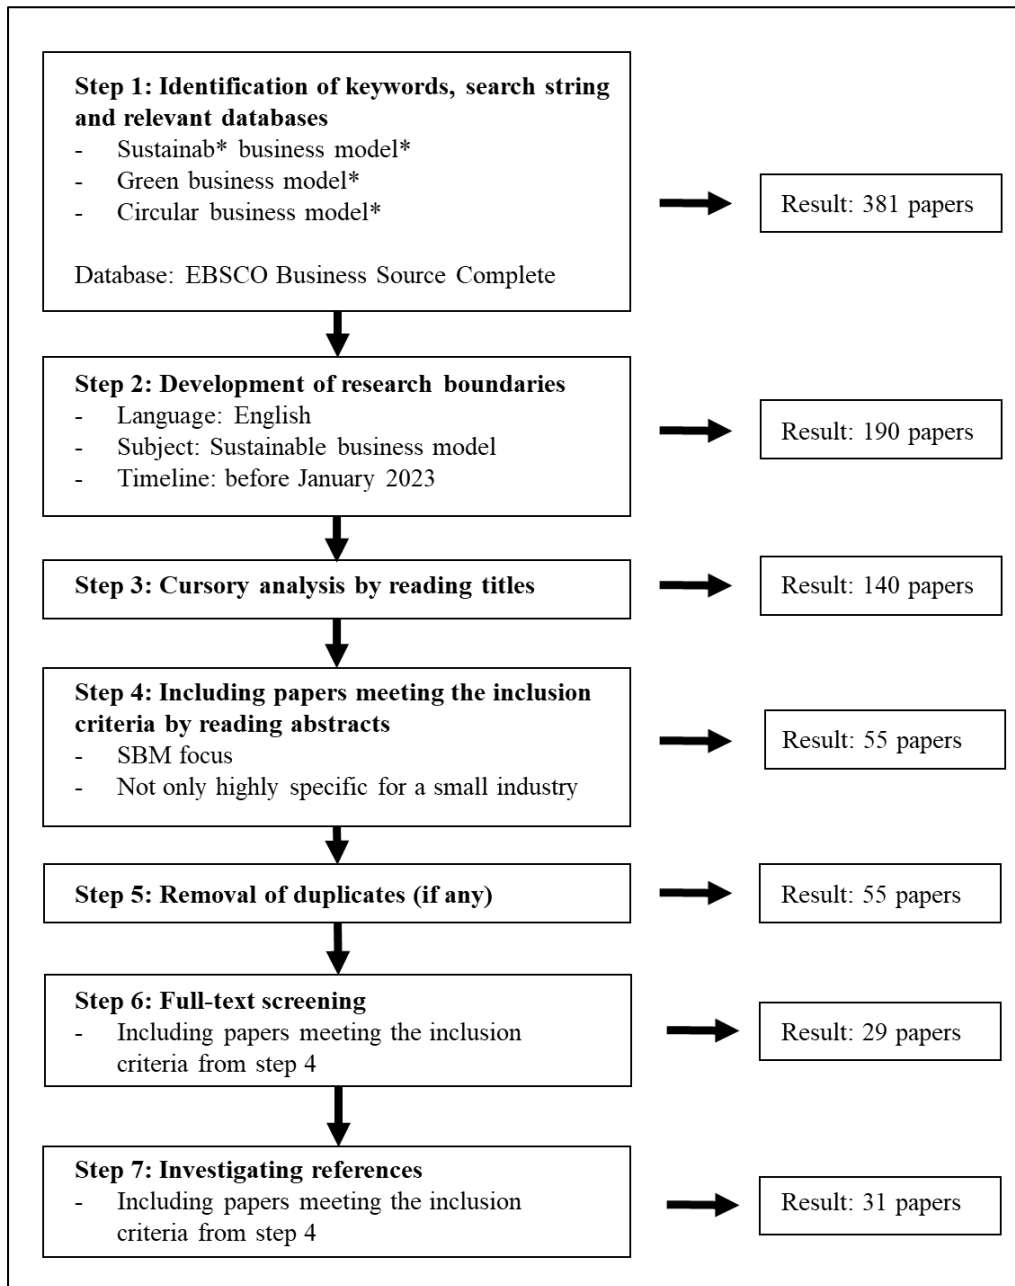 Step 1: Identification of keywords, search string
and relevant databases
- Sustainab* business model*
- Green business model*
- Circular business model*
Database: EBSCO Business Source Complete
Result: 381 papers
Step 2: Development of research boundaries
- Language: English
- Subject: Sustainable business model
- Timeline: before January 2023
Result: 190 papers
Step 3: Cursory analysis by reading titles
Result: 140 papers
Step 4: Including papers meeting the inclusion
criteria by reading abstracts
- SBM focus
- Not only highly specific for a small industry
Result: 55 papers
Step 5: Removal of duplicates (if any)
Result: 55 papers
Step 6: Full-text screening
- Including papers meeting the inclusion
criteria from step 4
Result: 29 papers
Step 7: Investigating references
- Including papers meeting the inclusion
criteria from step 4
Result: 31 papers